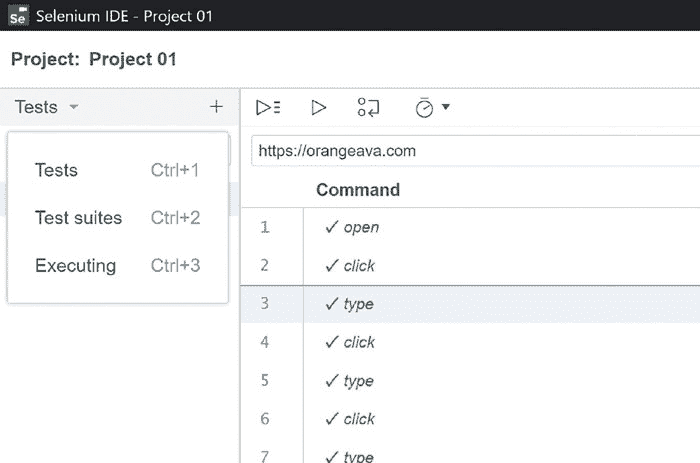 Se Selenium IDE - Project 01
Project: Project 01
Tests
https://orangeava.com
Tests Ctrl+1
Test suites Ctrl+2
Executing Ctrl+3
Command
1 ✓ open
2 ✓ click
3 ✓ type
4 ✓ click
5 ✓ type
6 ✓ click
7 ✓ type